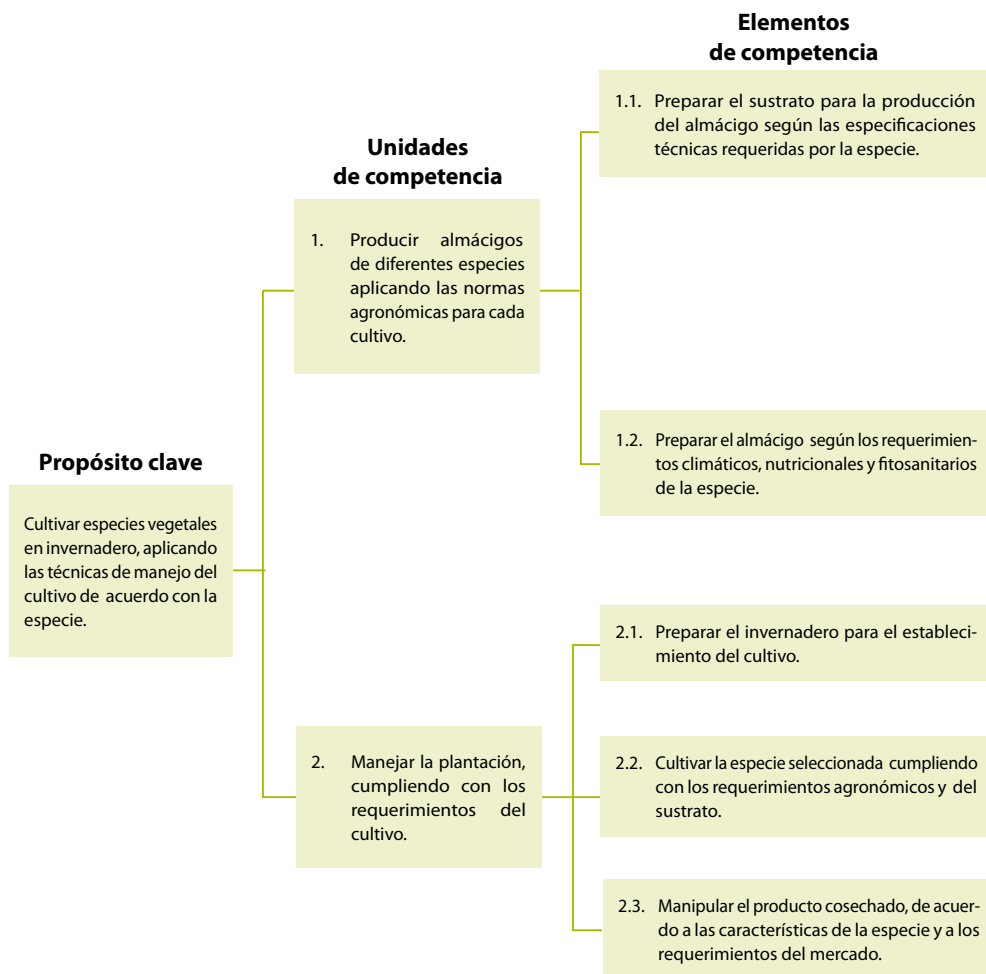 Elementos
de competencia
1.1. Preparar el sustrato para la producción
del almácigo según las especificaciones
técnicas requeridas por la especie.
Unidades
de competencia
1. Producir almácigos
de diferentes especies
aplicando las normas
agronómicas para cada
cultivo.
1.2. Preparar el almácigo según los requerimien-
tos climáticos, nutricionales y fitosanitarios
de la especie.
Propósito clave
Cultivar especies vegetales
en invernadero, aplicando
las técnicas de manejo del
cultivo de acuerdo con la
especie.
2.1. Preparar el invernadero para el estableci-
miento del cultivo.
2. Manejar la plantación,
cumpliendo con los
requerimientos del
cultivo.
2.2. Cultivar la especie seleccionada cumpliendo
con los requerimientos agronómicos y del
sustrato.
2.3. Manipular el producto cosechado, de acuer-
do a las características de la especie y a los
requerimientos del mercado.